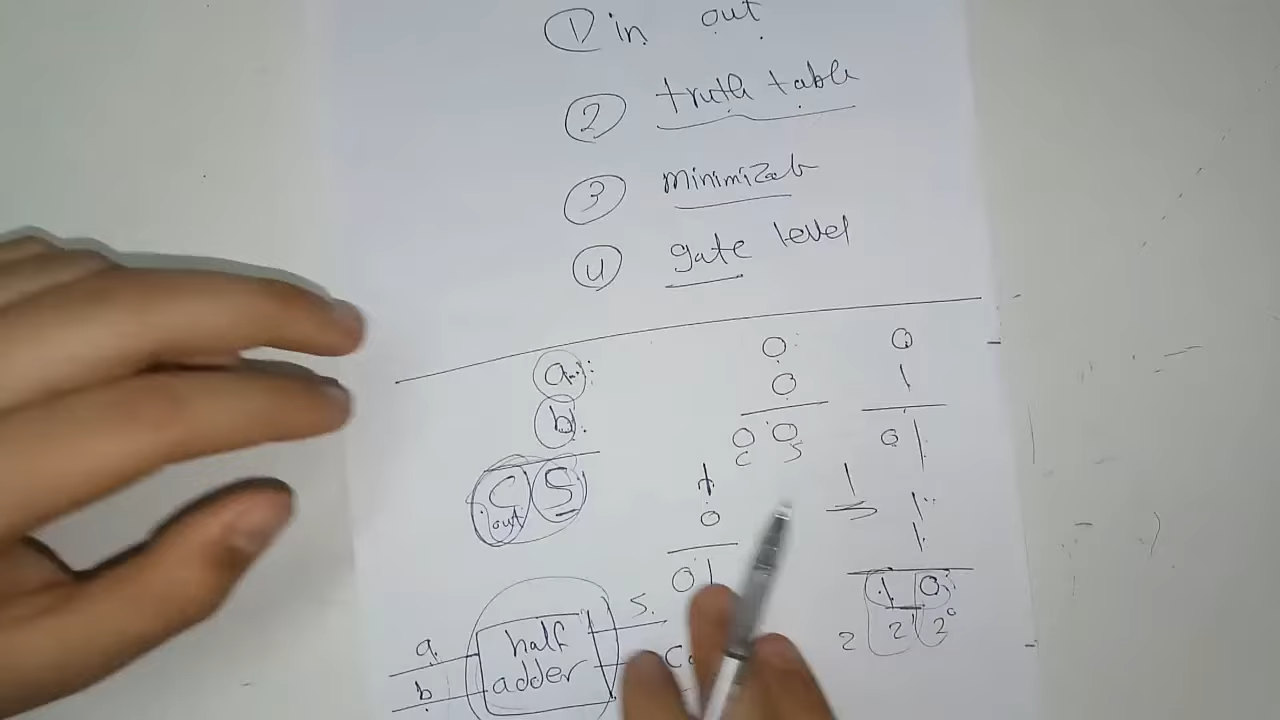 ① in out
② truth table
③
④ gate level
a
b
C out S
0
0
0 0
C S
0
1
0 1
1
0
0 1
1
1
1
1 0
2 2¹ 2⁰
a
b
half adder
S